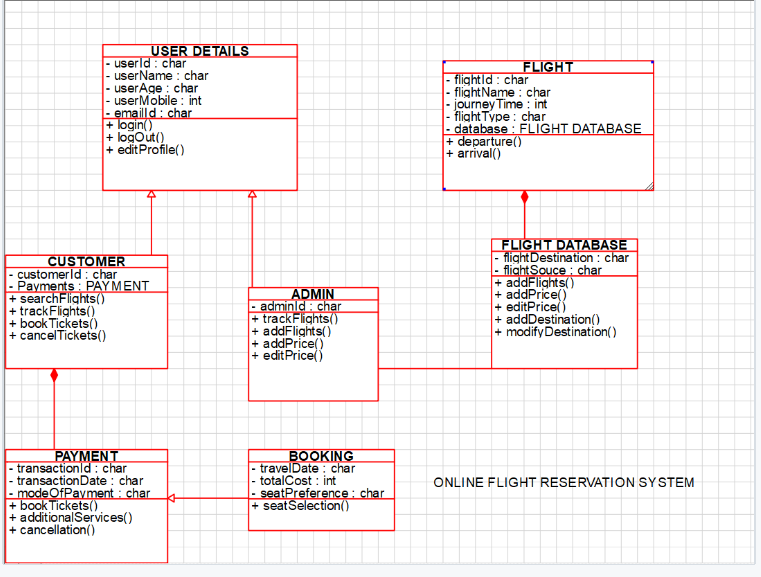 USER DETAILS
- userId : char
- userName : char
- userAge : char
- userMobile : int
- emailId : char
+ login()
+ logOut()
+ editProfile()
FLIGHT
- flightId : char
- flightName : char
- journeyTime : int
- flightType : char
- database : FLIGHT DATABASE
+ departure()
+ arrival()
CUSTOMER
- customerId : char
- Payments : PAYMENT
+ searchFlights()
+ trackFlights()
+ bookTickets()
+ cancelTickets()
ADMIN
- adminId : char
+ trackFlights()
+ addFlights()
+ addPrice()
+ editPrice()
FLIGHT DATABASE
- flightDestination : char
- flightSouce : char
+ addFlights()
+ addPrice()
+ editPrice()
+ addDestination()
+ modifyDestination()
PAYMENT
- transactionId : char
- transactionDate : char
- modeOfPayment : char
+ bookTickets()
+ additionalServices()
+ cancellation()
BOOKING
- travelDate : char
- totalCost : int
- seatPreference : char
+ seatSelection()
ONLINE FLIGHT RESERVATION SYSTEM